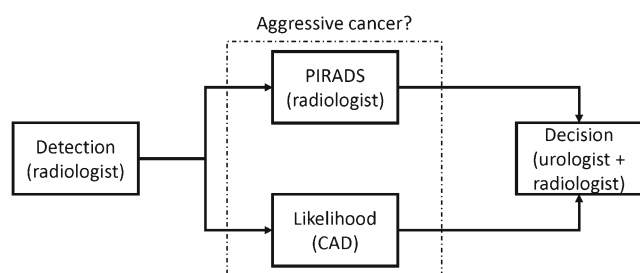 Aggressive cancer?
PIRADS
(radiologist)
Detection
(radiologist)
Decision
(urologist +
radiologist)
Likelihood
(CAD)